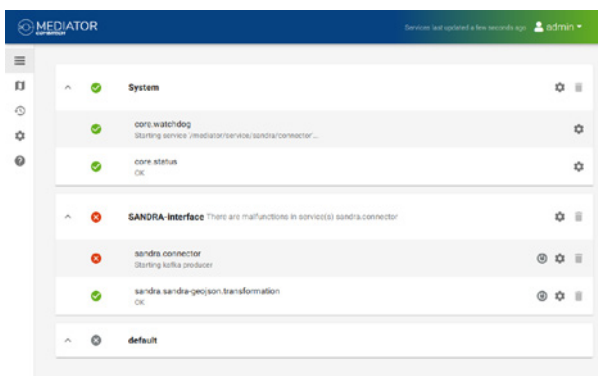 MEDIATOR
Services last updated a few seconds ago
admin
System
core.watchdog
Starting service '/mediator/service/sandra/connector'...
core.status
OK
SANDRA-interface There are malfunctions in service(s) sandra.connector
sandra.connector
Starting kafka producer
sandra.sandra-geojson.transformation
OK
default